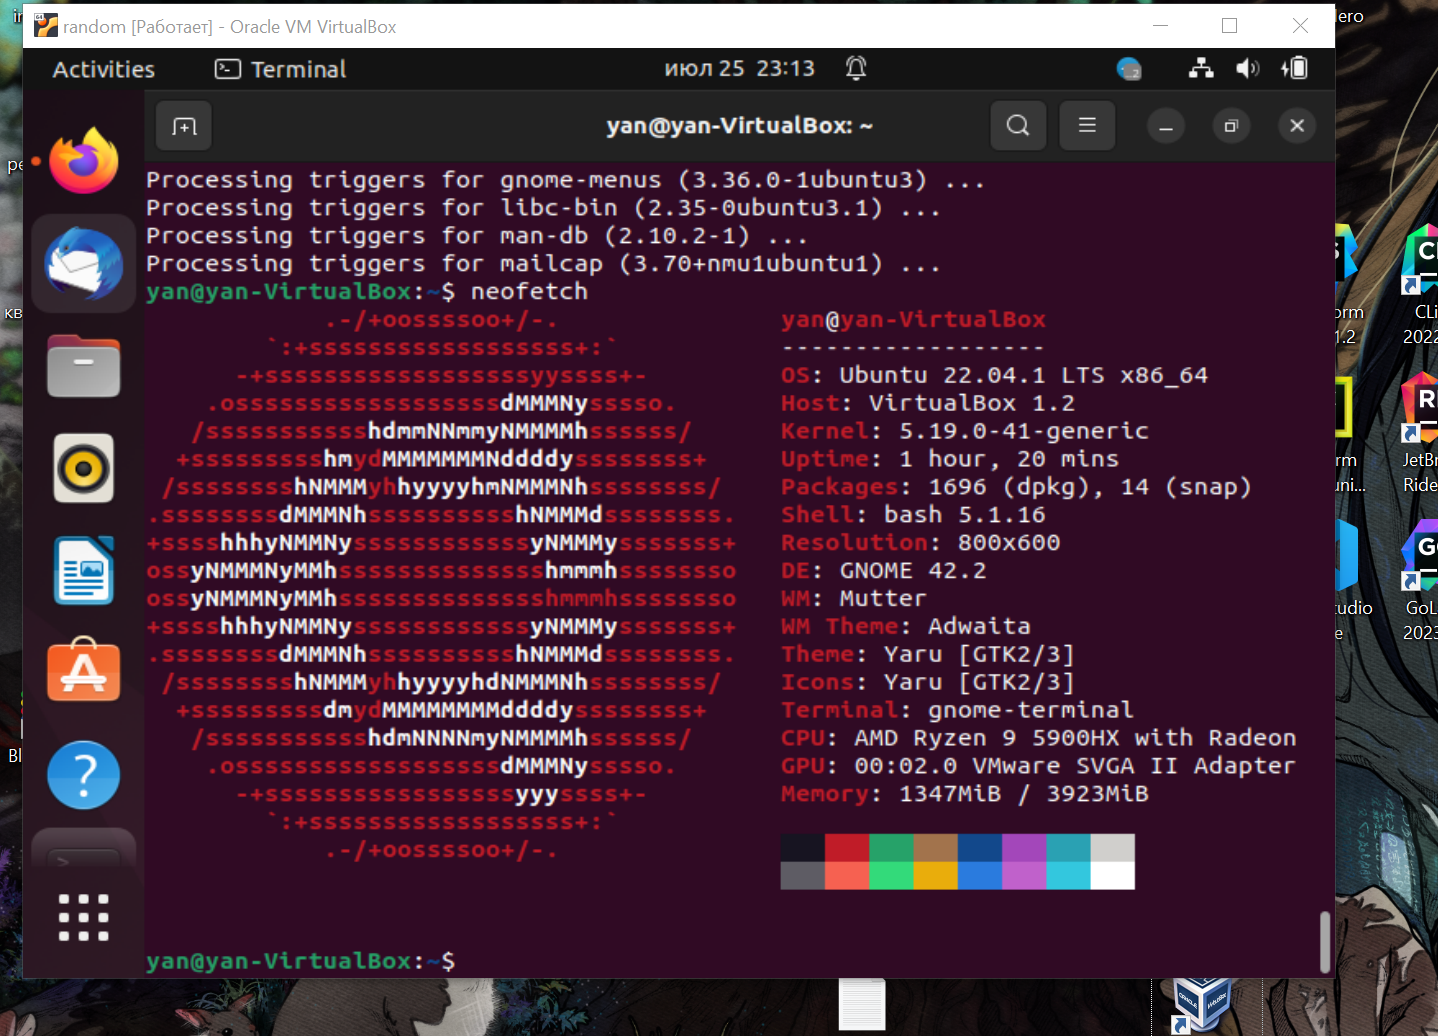 random [Работает] - Oracle VM VirtualBox
Activities
Terminal
июл 25 23:13
yan@yan-VirtualBox: ~
Processing triggers for gnome-menus (3.36.0-1ubuntu3) ...
Processing triggers for libc-bin (2.35-0ubuntu3.1) ...
Processing triggers for man-db (2.10.2-1) ...
Processing triggers for mailcap (3.70+nmu1ubuntu1) ...
yan@yan-VirtualBox:~$ neofetch
.-/+oossssoo+/-.
`:+ssssssssssssssssss+:`
-+ssssssssssssssssssyyssss+-
.ossssssssssssssssssdMMMNysssso.
/ssssssssssshdmmNNmmyNMMMMhssssss/
+ssssssssshmydMMMMMMMNddddyssssssss+
/sssssssshNMMMyhhyyyyhmNMMMNhssssssss/
.ssssssssdMMMNhsssssssssshNMMMdssssssss.
+sssshhhyNMMNyssssssssssssyNMMMysssssss+
ossyNMMMNyMMhsssssssssssssshmmmhssssssso
ossyNMMMNyMMhsssssssssssssshmmmhssssssso
+sssshhhyNMMNyssssssssssssyNMMMysssssss+
.ssssssssdMMMNhsssssssssshNMMMdssssssss.
/sssssssshNMMMyhhyyyyhdNMMMNhssssssss/
+sssssssssdmydMMMMMMMMddddyssssssss+
/ssssssssssshdmNNNNmyNMMMMhssssss/
.ossssssssssssssssssdMMMNysssso.
-+sssssssssssssssssyyyssss+-
`:+ssssssssssssssssss+:`
.-/+oossssoo+/-.
yan@yan-VirtualBox
------------------
OS: Ubuntu 22.04.1 LTS x86_64
Host: VirtualBox 1.2
Kernel: 5.19.0-41-generic
Uptime: 1 hour, 20 mins
Packages: 1696 (dpkg), 14 (snap)
Shell: bash 5.1.16
Resolution: 800x600
DE: GNOME 42.2
WM: Mutter
WM Theme: Adwaita
Theme: Yaru [GTK2/3]
Icons: Yaru [GTK2/3]
Terminal: gnome-terminal
CPU: AMD Ryzen 9 5900HX with Radeon
GPU: 00:02.0 VMware SVGA II Adapter
Memory: 1347MiB / 3923MiB
yan@yan-VirtualBox:~$
CLi
2022
JetBr
Ride
GoL
2023